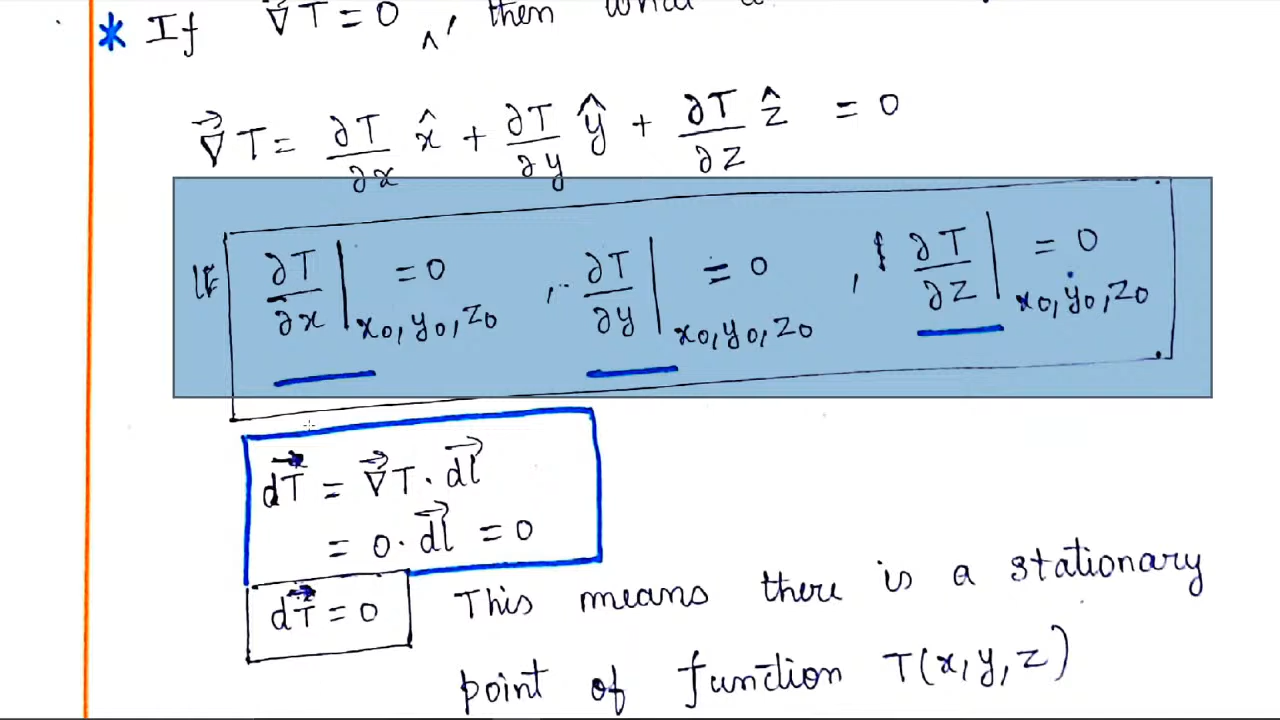 * If ∇⃗T = 0, then
∇⃗T = ∂T/∂x x̂ + ∂T/∂y ŷ + ∂T/∂z ẑ = 0
If ∂T/∂x |x0,y0,z0 = 0 , ∂T/∂y |x0,y0,z0 = 0 , ∂T/∂z |x0,y0,z0 = 0
dT⃗ = ∇⃗T · dl⃗
= 0 · dl⃗ = 0
dT⃗ = 0 This means there is a stationary
point of function T(x,y,z)